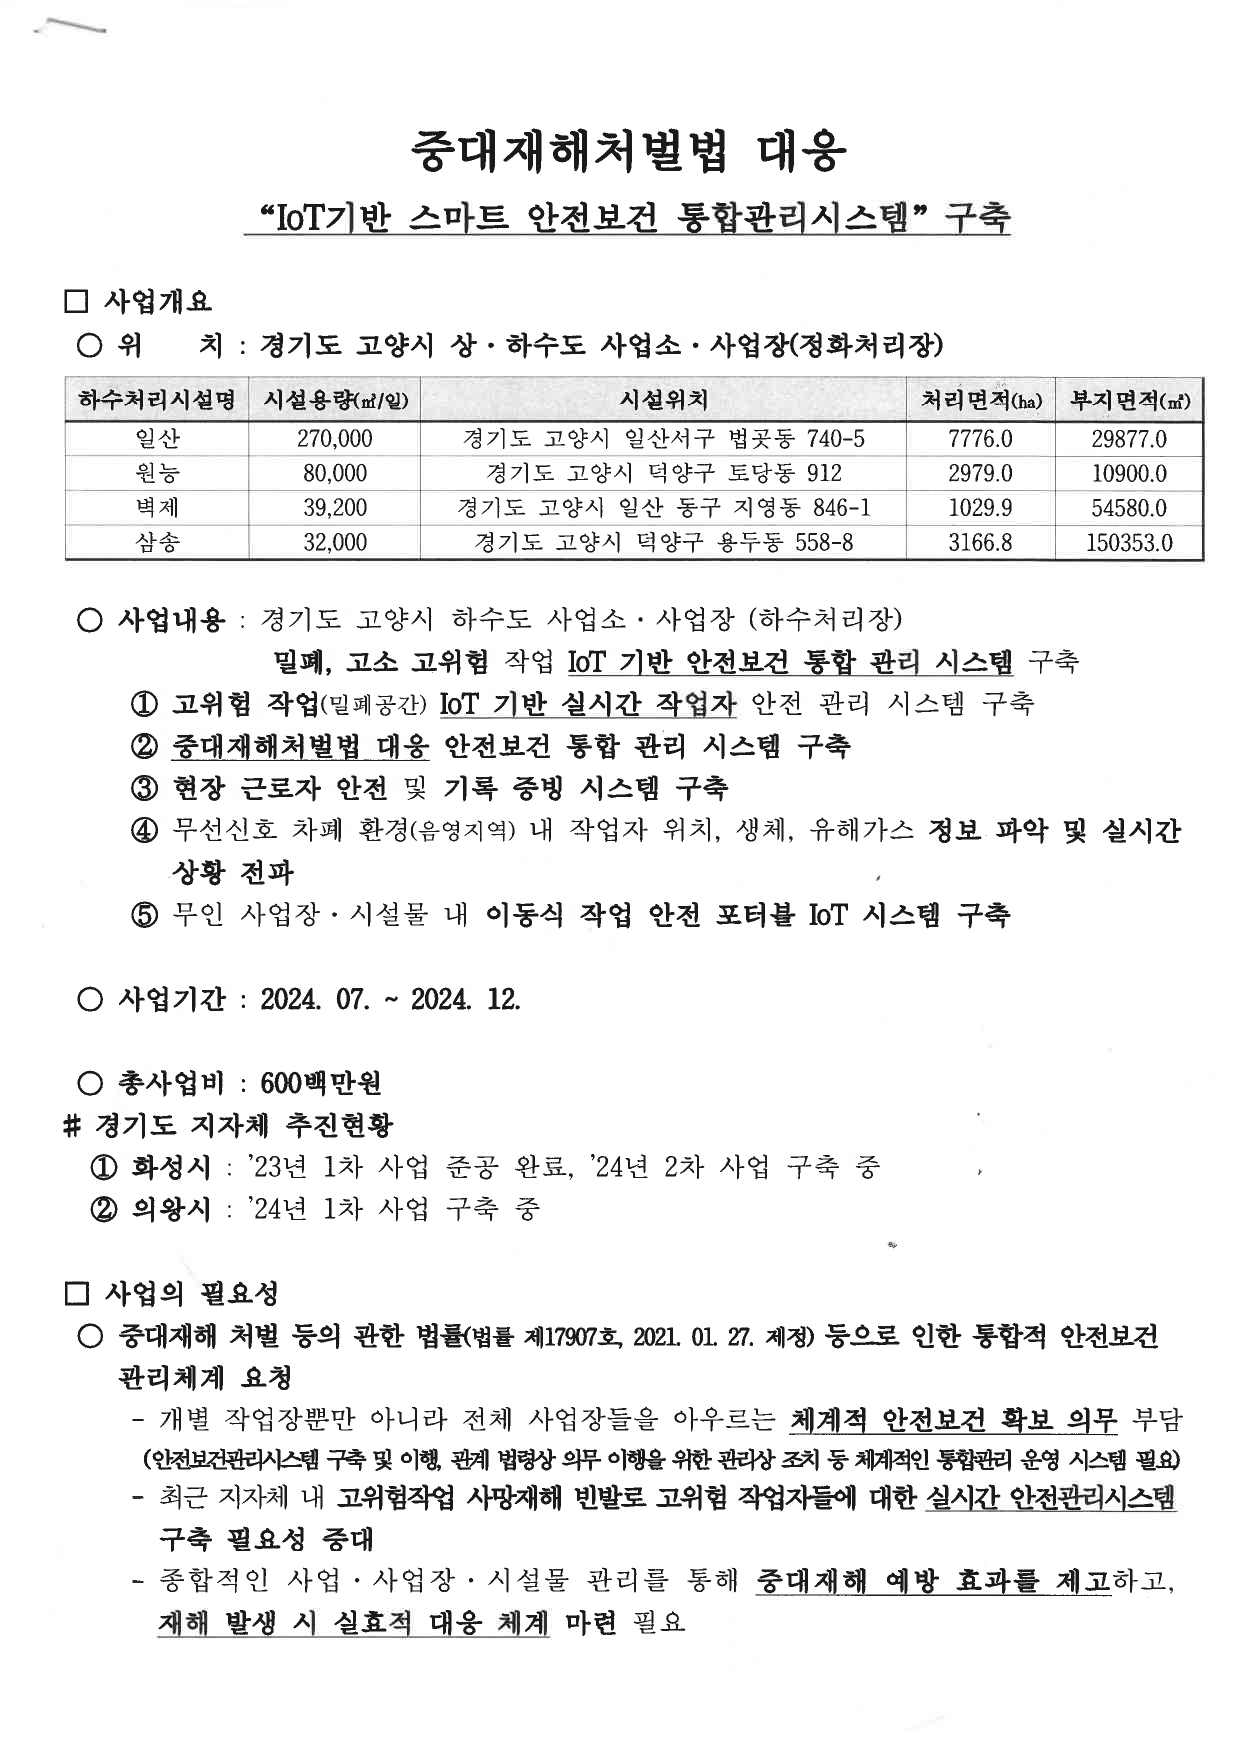 중대재해처벌법 대응
“IoT기반 스마트 안전보건 통합관리시스템” 구축
□ 사업개요
○ 위 치 : 경기도 고양시 상·하수도 사업소·사업장(정화처리장)
하수처리시설명 시설용량(㎥/일) 시설위치 처리면적(ha) 부지면적(㎡)
일산 270,000 경기도 고양시 일산서구 법곳동 740-5 7776.0 29877.0
원능 80,000 경기도 고양시 덕양구 토당동 912 2979.0 10900.0
벽제 39,200 경기도 고양시 일산 동구 지영동 846-1 1029.9 54580.0
삼송 32,000 경기도 고양시 덕양구 용두동 558-8 3166.8 150353.0
○ 사업내용 : 경기도 고양시 하수도 사업소·사업장 (하수처리장)
밀폐, 고소 고위험 작업 IoT 기반 안전보건 통합 관리 시스템 구축
① 고위험 작업(밀폐공간) IoT 기반 실시간 작업자 안전 관리 시스템 구축
② 중대재해처벌법 대응 안전보건 통합 관리 시스템 구축
③ 현장 근로자 안전 및 기록 증빙 시스템 구축
④ 무선신호 차폐 환경(음영지역) 내 작업자 위치, 생체, 유해가스 정보 파악 및 실시간
상황 전파
⑤ 무인 사업장·시설물 내 이동식 작업 안전 포터블 IoT 시스템 구축
○ 사업기간 : 2024. 07. ~ 2024. 12.
○ 총사업비 : 600백만원
# 경기도 지자체 추진현황
① 화성시 : ’23년 1차 사업 준공 완료, ’24년 2차 사업 구축 중
② 의왕시 : ’24년 1차 사업 구축 중
□ 사업의 필요성
○ 중대재해 처벌 등의 관한 법률(법률 제17907호, 2021. 01. 27. 제정) 등으로 인한 통합적 안전보건
관리체계 요청
- 개별 작업장뿐만 아니라 전체 사업장들을 아우르는 체계적 안전보건 확보 의무 부담
(안전보건관리시스템 구축 및 이행, 관계 법령상 의무 이행을 위한 관리상 조치 등 체계적인 통합관리 운영 시스템 필요)
- 최근 지자체 내 고위험작업 사망재해 빈발로 고위험 작업자들에 대한 실시간 안전관리시스템
구축 필요성 증대
- 종합적인 사업·사업장·시설물 관리를 통해 중대재해 예방 효과를 제고하고,
재해 발생 시 실효적 대응 체계 마련 필요